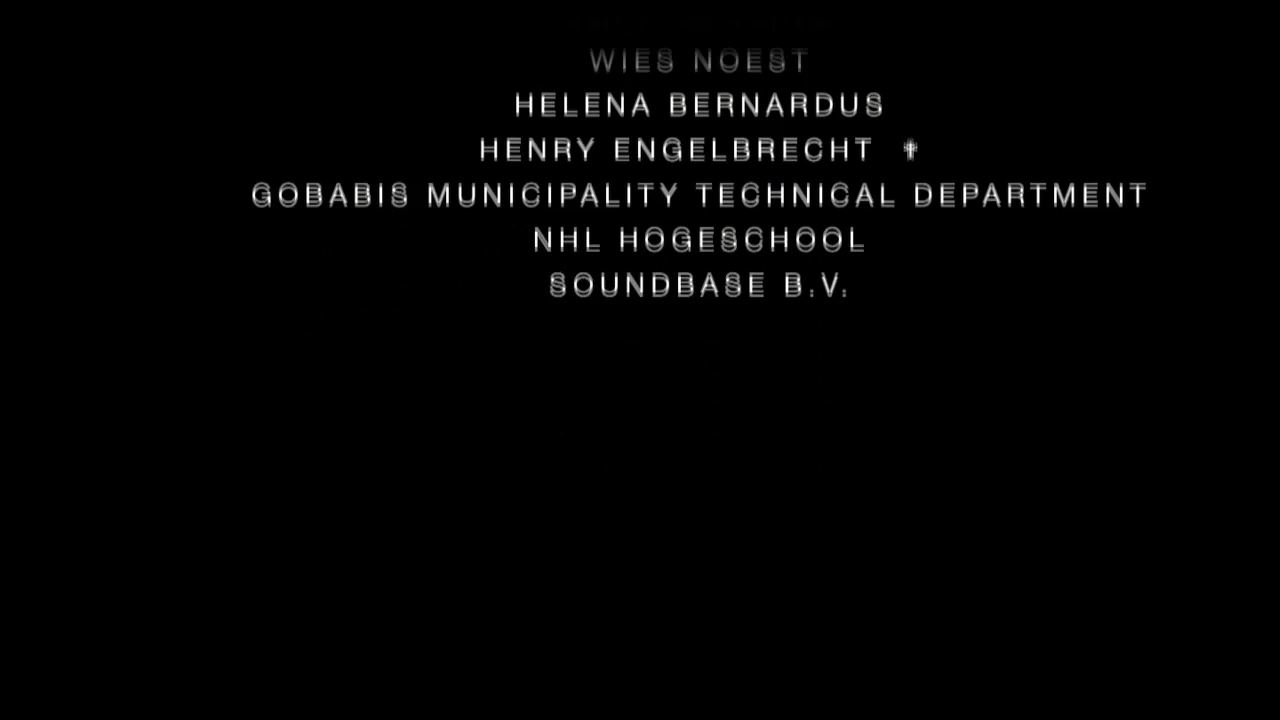 WIES NOEST
HELENA BERNARDUS
HENRY ENGELBRECHT ✟
GOBABIS MUNICIPALITY TECHNICAL DEPARTMENT
NHL HOGESCHOOL
SOUNDBASE B.V.